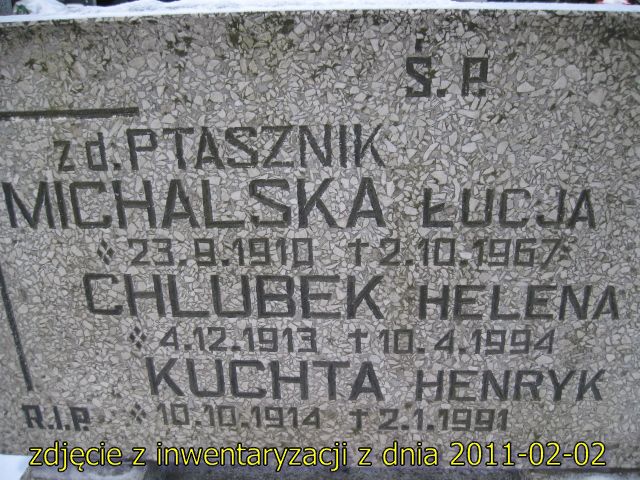 Ś.P.
zd. PTASZNIK
MICHALSKA ŁUCJA
23.9.1910 † 2.10.1967
CHLUBEK HELENA
4.12.1913 † 10.4.1994
KUCHTA HENRYK
R.I.P. 10.10.1914 † 2.1.1991
zdjęcie z inwentaryzacji z dnia 2011-02-02